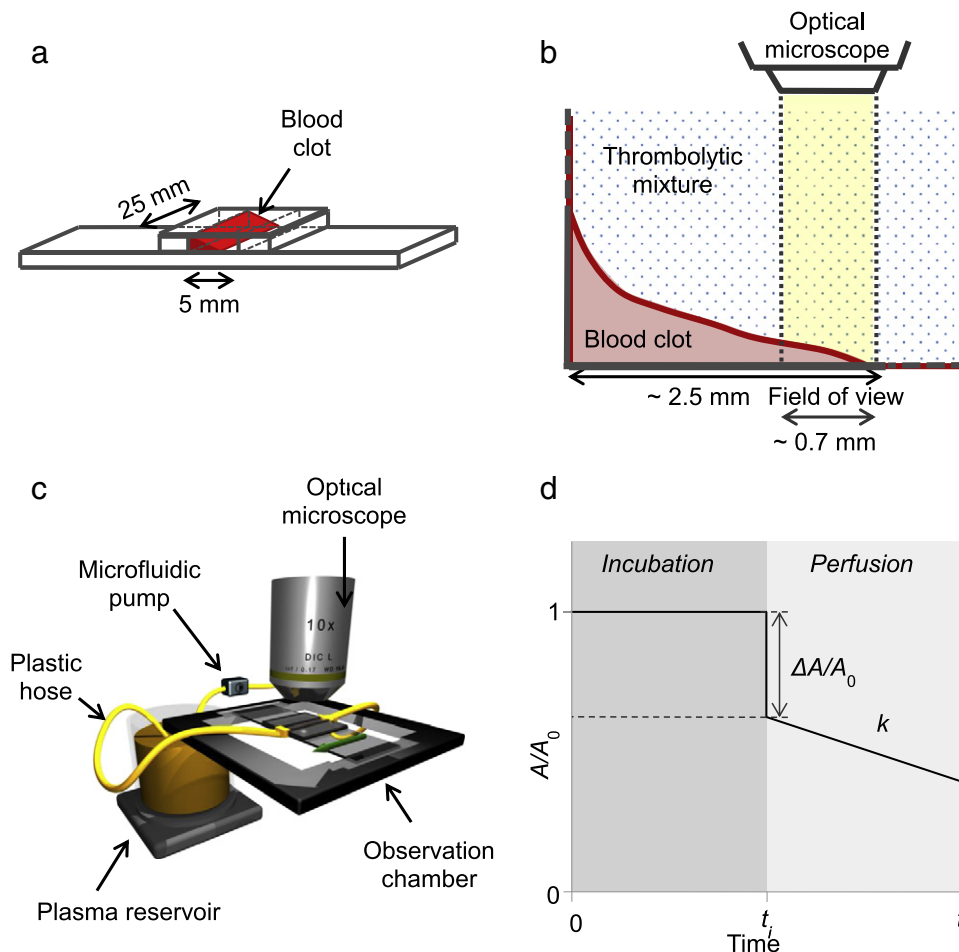 a
Blood
clot
25 mm
5 mm
b
Optical
microscope
Thrombolytic
mixture
Blood clot
~ 2.5 mm
Field of view
~ 0.7 mm
c
Optical
microscope
Microfluidic
pump
10x
DIC L
Plastic
hose
Observation
chamber
Plasma reservoir
d
Incubation
Perfusion
1
ΔA/A₀
k
A/A₀
0
0
tᵢ
t
Time